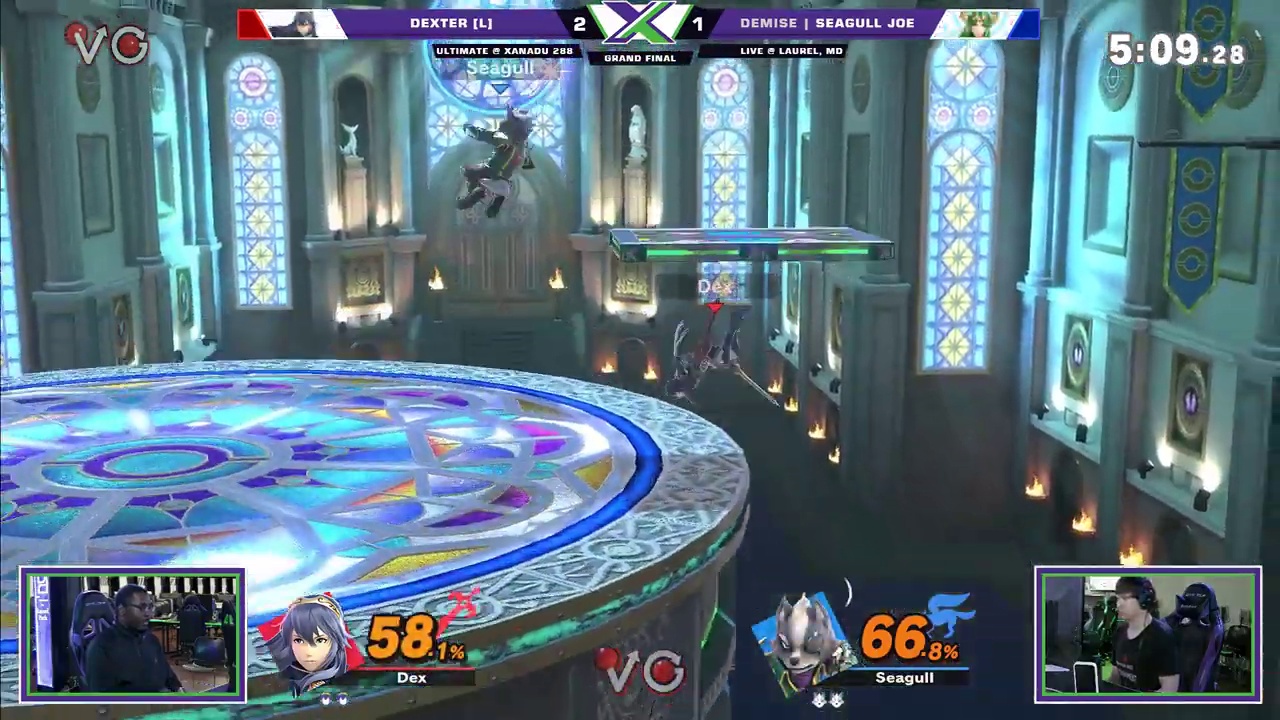 DEXTER [L]
2
1
DEMISE | SEAGULL JOE
ULTIMATE @ XANADU 288
GRAND FINAL
LIVE @ LAUREL, MD
VG
5:09.28
Seagull
Dex
58.1%
Dex
VG
66.8%
Seagull